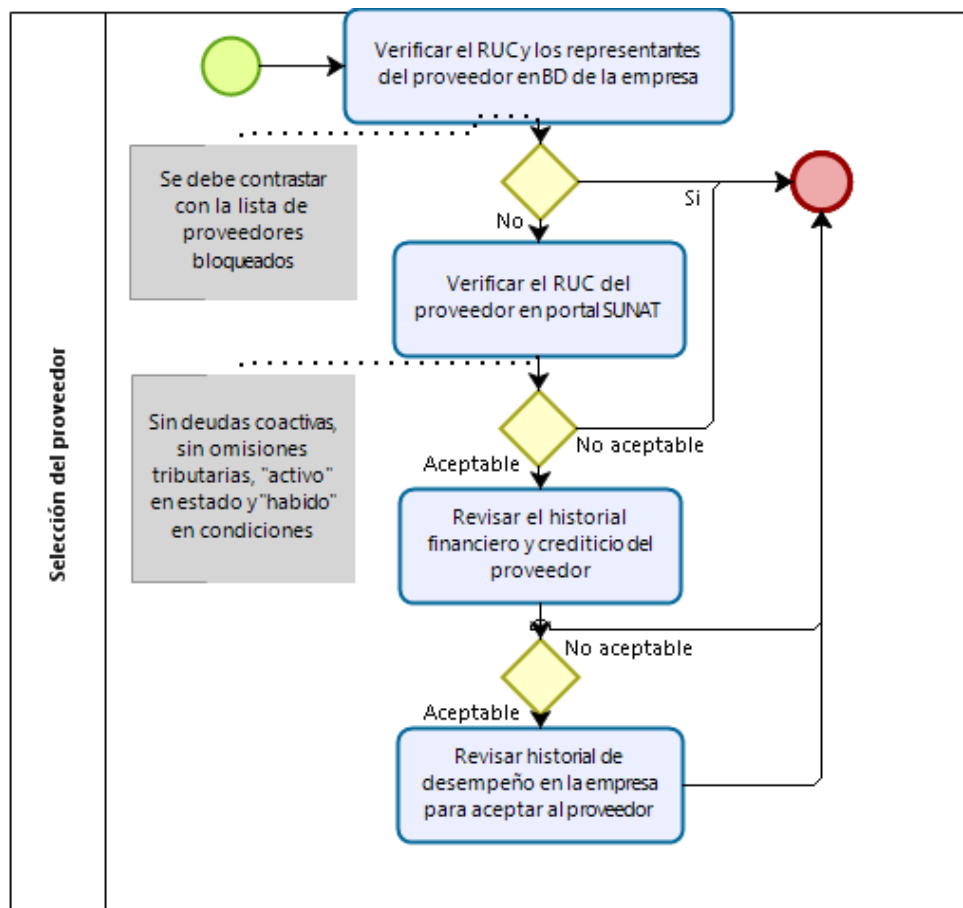 Selección del proveedor
Verificar el RUC y los representantes
del proveedor en BD de la empresa
Se debe contrastar
con la lista de
proveedores
bloqueados
Si
No
Verificar el RUC del
proveedor en portal SUNAT
Sin deudas coactivas,
sin omisiones
tributarias, "activo"
en estado y "habido"
en condiciones
No aceptable
Aceptable
Revisar el historial
financiero y crediticio del
proveedor
No aceptable
Aceptable
Revisar historial de
desempeño en la empresa
para aceptar al proveedor